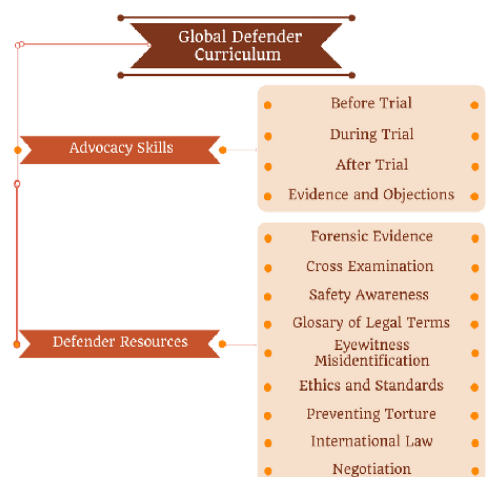 Global Defender
Curriculum
Advocacy Skills
Before Trial
During Trial
After Trial
Evidence and Objections
Defender Resources
Forensic Evidence
Cross Examination
Safety Awareness
Glosary of Legal Terms
Eyewitness
Misidentification
Ethics and Standards
Preventing Torture
International Law
Negotiation